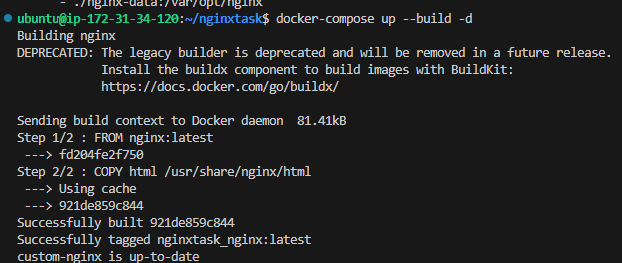 - ./nginx-data:/var/opt/nginx
ubuntu@ip-172-31-34-120:~/nginxtask$ docker-compose up --build -d
Building nginx
DEPRECATED: The legacy builder is deprecated and will be removed in a future release.
            Install the buildx component to build images with BuildKit:
            https://docs.docker.com/go/buildx/

Sending build context to Docker daemon  81.41kB
Step 1/2 : FROM nginx:latest
 ---> fd204fe2f750
Step 2/2 : COPY html /usr/share/nginx/html
 ---> Using cache
 ---> 921de859c844
Successfully built 921de859c844
Successfully tagged nginxtask_nginx:latest
custom-nginx is up-to-date